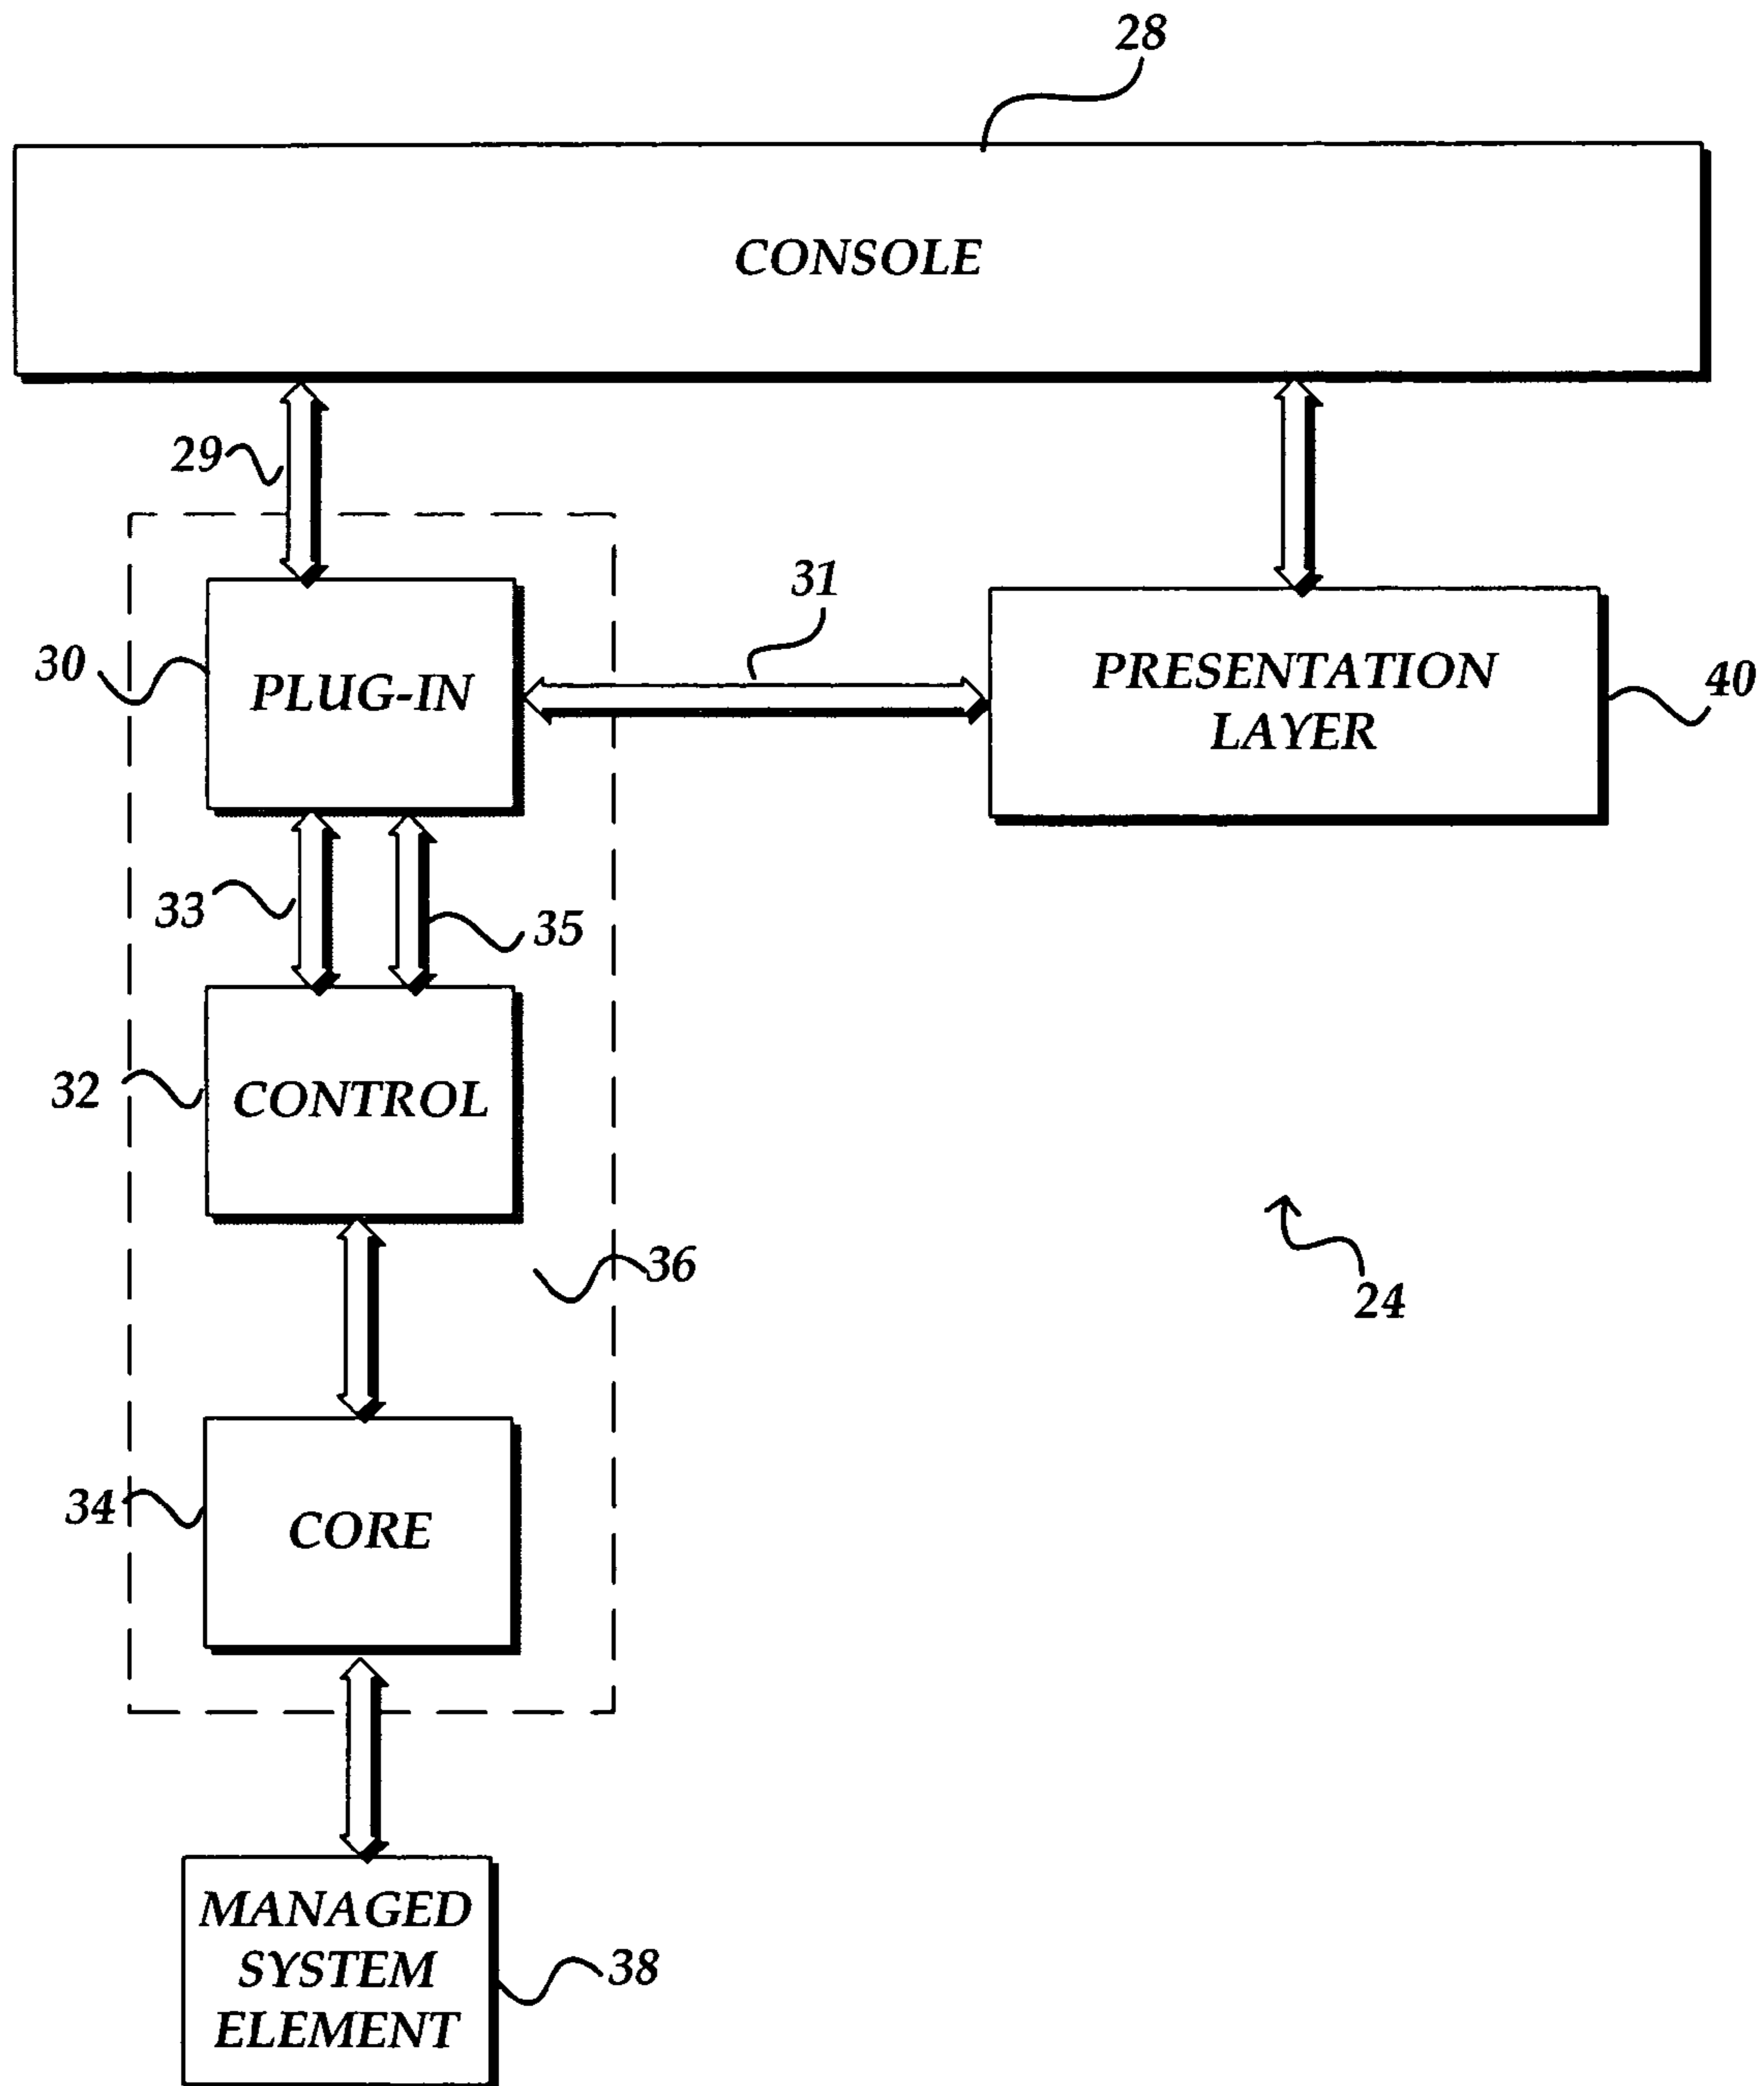 28
CONSOLE
29
31
30
PLUG-IN
PRESENTATION
LAYER
40
33
35
32
CONTROL
36
24
34
CORE
MANAGED
SYSTEM
ELEMENT
38